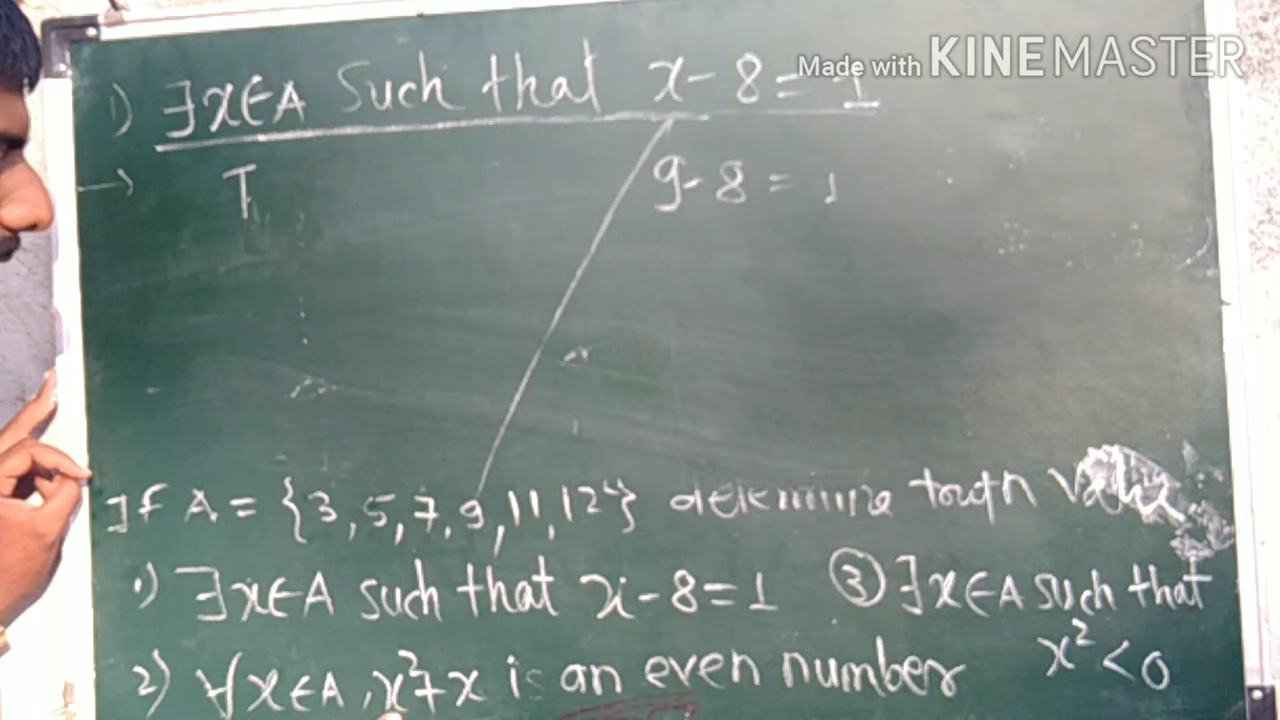 1) ∃x∈A Such that x - 8 = 1
Made with KINEMASTER
→ T
9 - 8 = 1
If A = {3, 5, 7, 9, 11, 12} determine truth value
1) ∃x∈A such that x - 8 = 1
2) ∀x∈A, x²+x is an even number
③ ∃x∈A such that
x² < 0